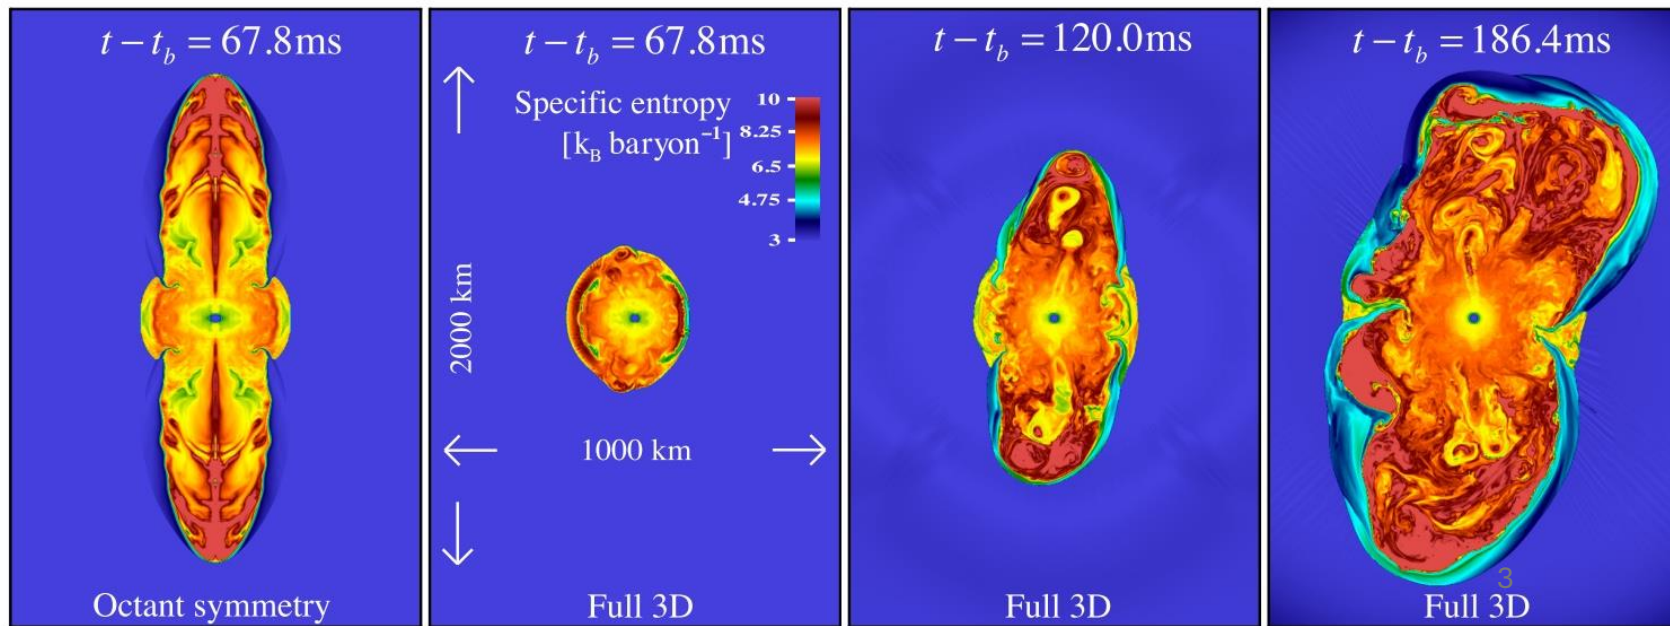 t − t_b = 67.8ms
Octant symmetry
t − t_b = 67.8ms
Specific entropy
[k_B baryon⁻¹]
10
8.25
6.5
4.75
3
2000 km
1000 km
Full 3D
t − t_b = 120.0ms
Full 3D
t − t_b = 186.4ms
3
Full 3D